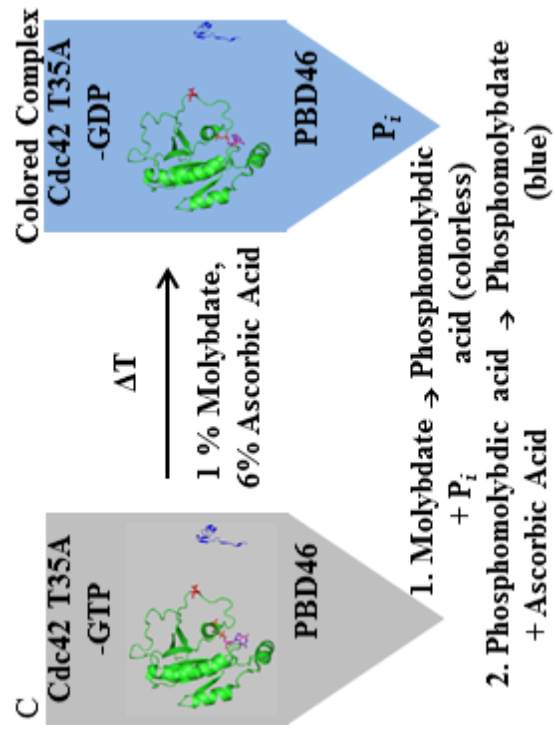 C
Cdc42 T35A
-GTP
PBD46
ΔT
1 % Molybdate,
6% Ascorbic Acid
Colored Complex
Cdc42 T35A
-GDP
PBD46
Pi
1. Molybdate → Phosphomolybdic
+ Pi acid (colorless)
2. Phosphomolybdic acid → Phosphomolybdate
+ Ascorbic Acid (blue)